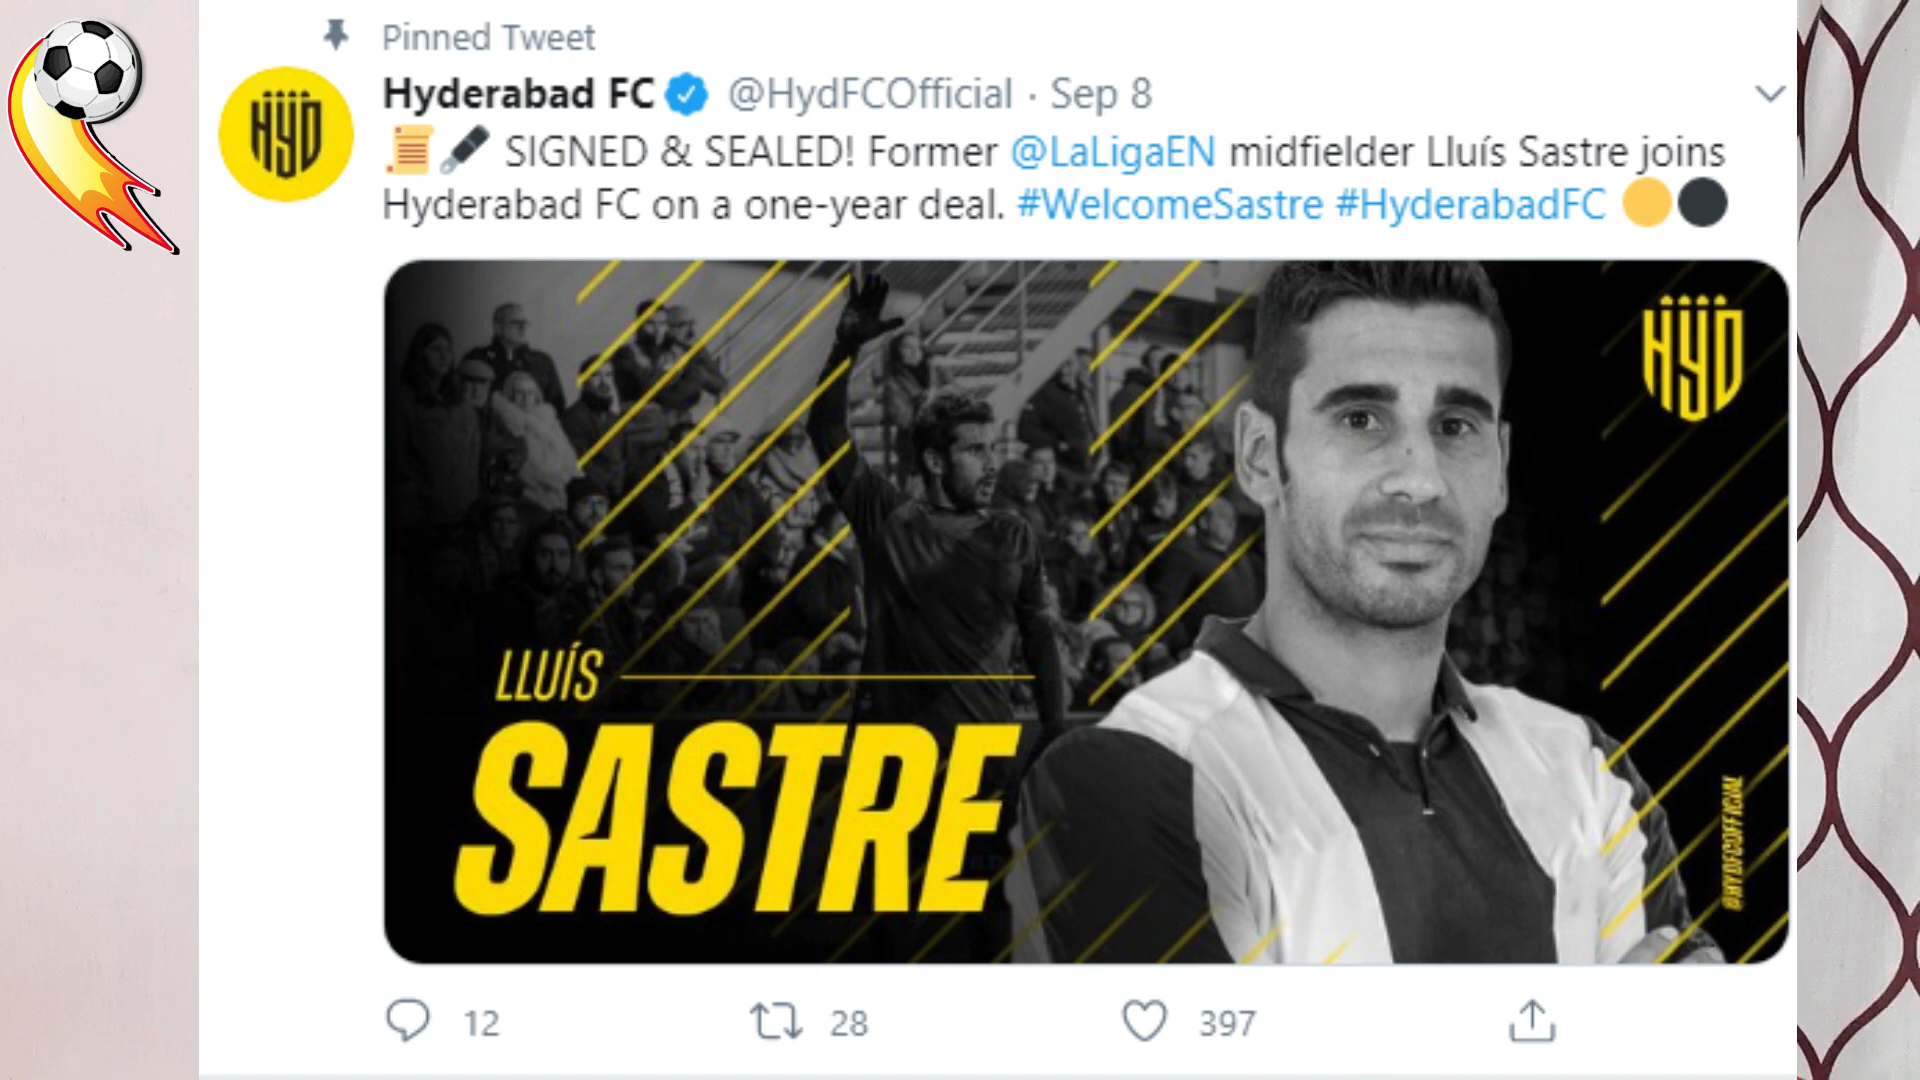 Pinned Tweet
HYD
Hyderabad FC @HydFCOfficial · Sep 8
SIGNED & SEALED! Former @LaLigaEN midfielder Lluís Sastre joins
Hyderabad FC on a one-year deal. #WelcomeSastre #HyderabadFC
HYD
LLUÍS
SASTRE
@HYDFCOFFICIAL
12 28 397